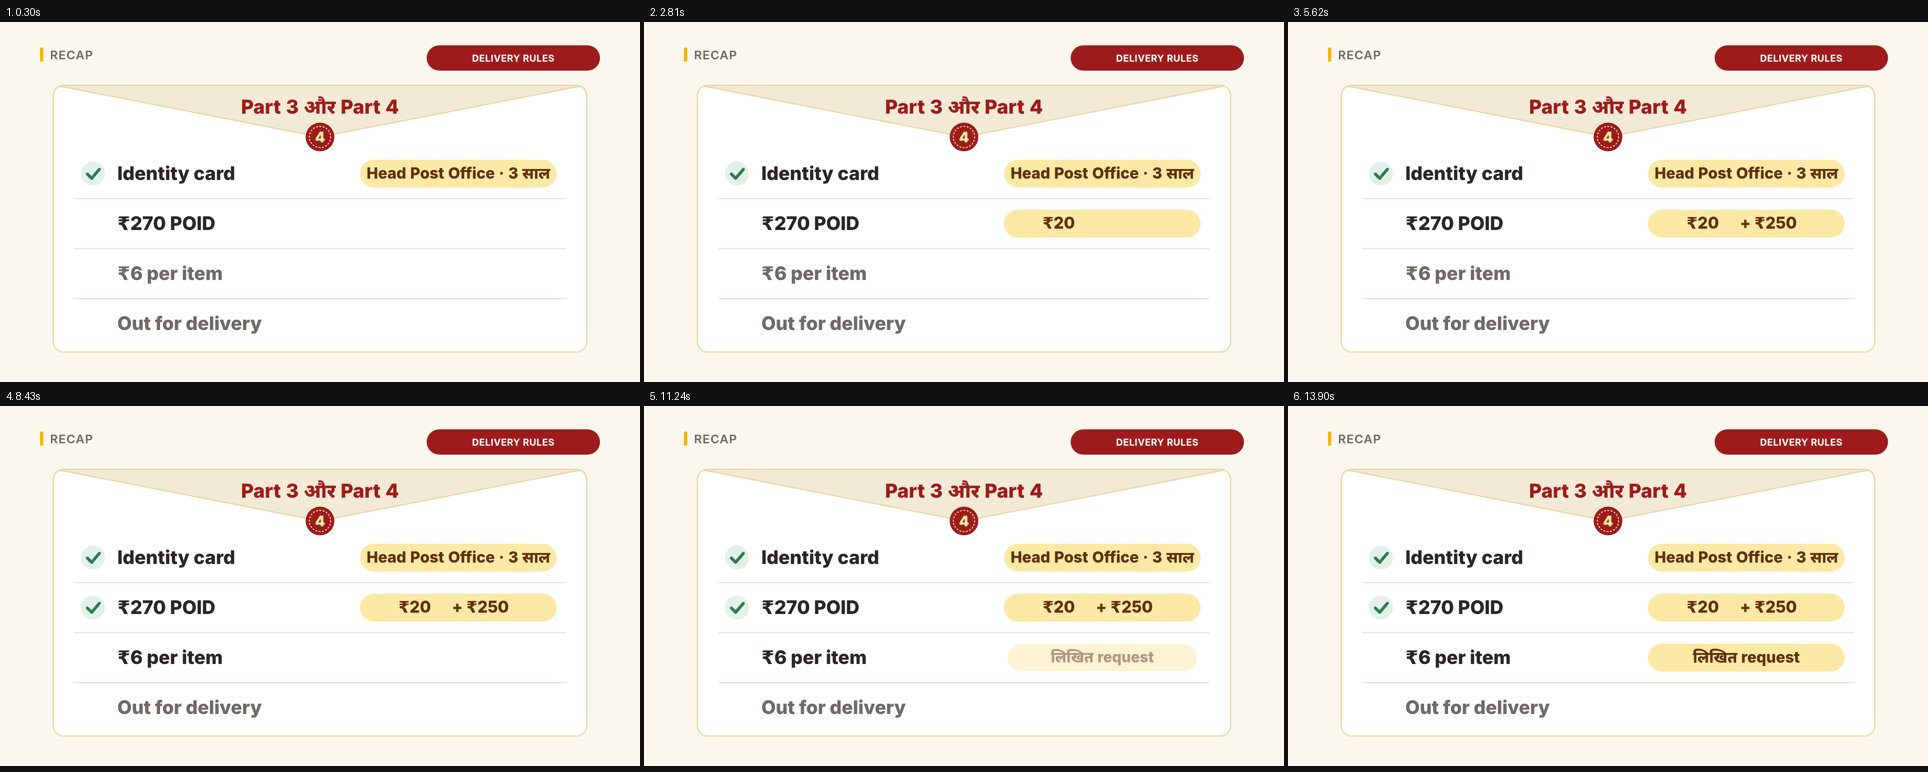 1. 0.30s
RECAP
DELIVERY RULES
Part 3 और Part 4
4
Identity card
Head Post Office · 3 साल
₹270 POID
₹6 per item
Out for delivery
2. 2.81s
RECAP
DELIVERY RULES
Part 3 और Part 4
4
Identity card
Head Post Office · 3 साल
₹270 POID
₹20
₹6 per item
Out for delivery
3. 5.62s
RECAP
DELIVERY RULES
Part 3 और Part 4
4
Identity card
Head Post Office · 3 साल
₹270 POID
₹20 + ₹250
₹6 per item
Out for delivery
4. 8.43s
RECAP
DELIVERY RULES
Part 3 और Part 4
4
Identity card
Head Post Office · 3 साल
₹270 POID
₹20 + ₹250
₹6 per item
Out for delivery
5. 11.24s
RECAP
DELIVERY RULES
Part 3 और Part 4
4
Identity card
Head Post Office · 3 साल
₹270 POID
₹20 + ₹250
₹6 per item
लिखित request
Out for delivery
6. 13.90s
RECAP
DELIVERY RULES
Part 3 और Part 4
4
Identity card
Head Post Office · 3 साल
₹270 POID
₹20 + ₹250
₹6 per item
लिखित request
Out for delivery